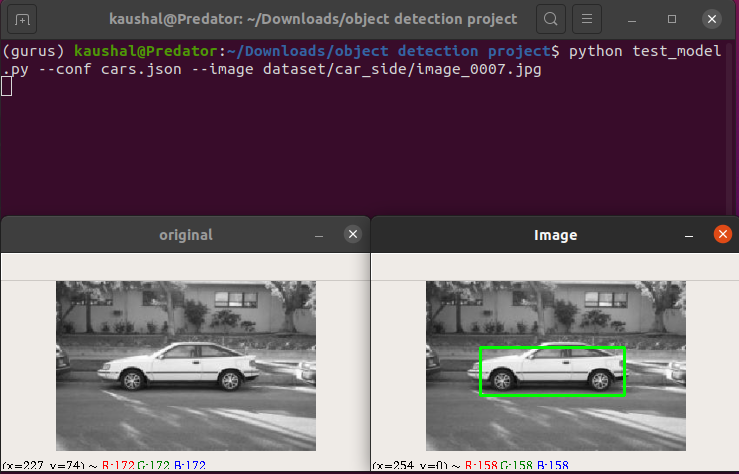 kaushal@Predator: ~/Downloads/object detection project
(gurus) kaushal@Predator:~/Downloads/object detection project$ python test_model
.py --conf cars.json --image dataset/car_side/image_0007.jpg
original
Image
(x=227, y=74) ~ R:172 G:172 B:172
(x=254, y=0) ~ R:158 G:158 B:158